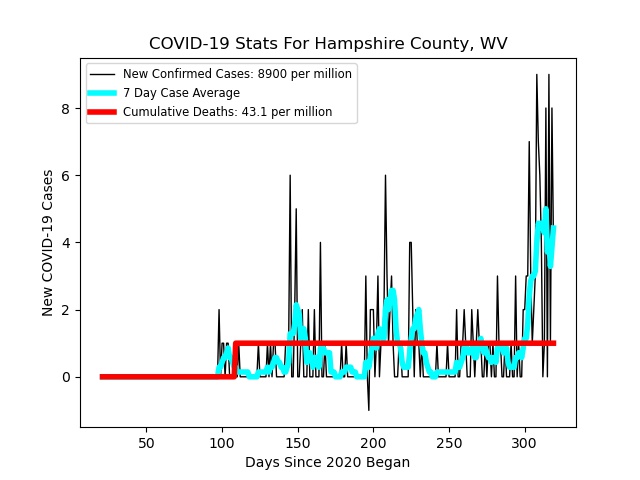 COVID-19 Stats For Hampshire County, WV
New Confirmed Cases: 8900 per million
7 Day Case Average
Cumulative Deaths: 43.1 per million
New COVID-19 Cases
8
6
4
2
0
50 100 150 200 250 300
Days Since 2020 Began